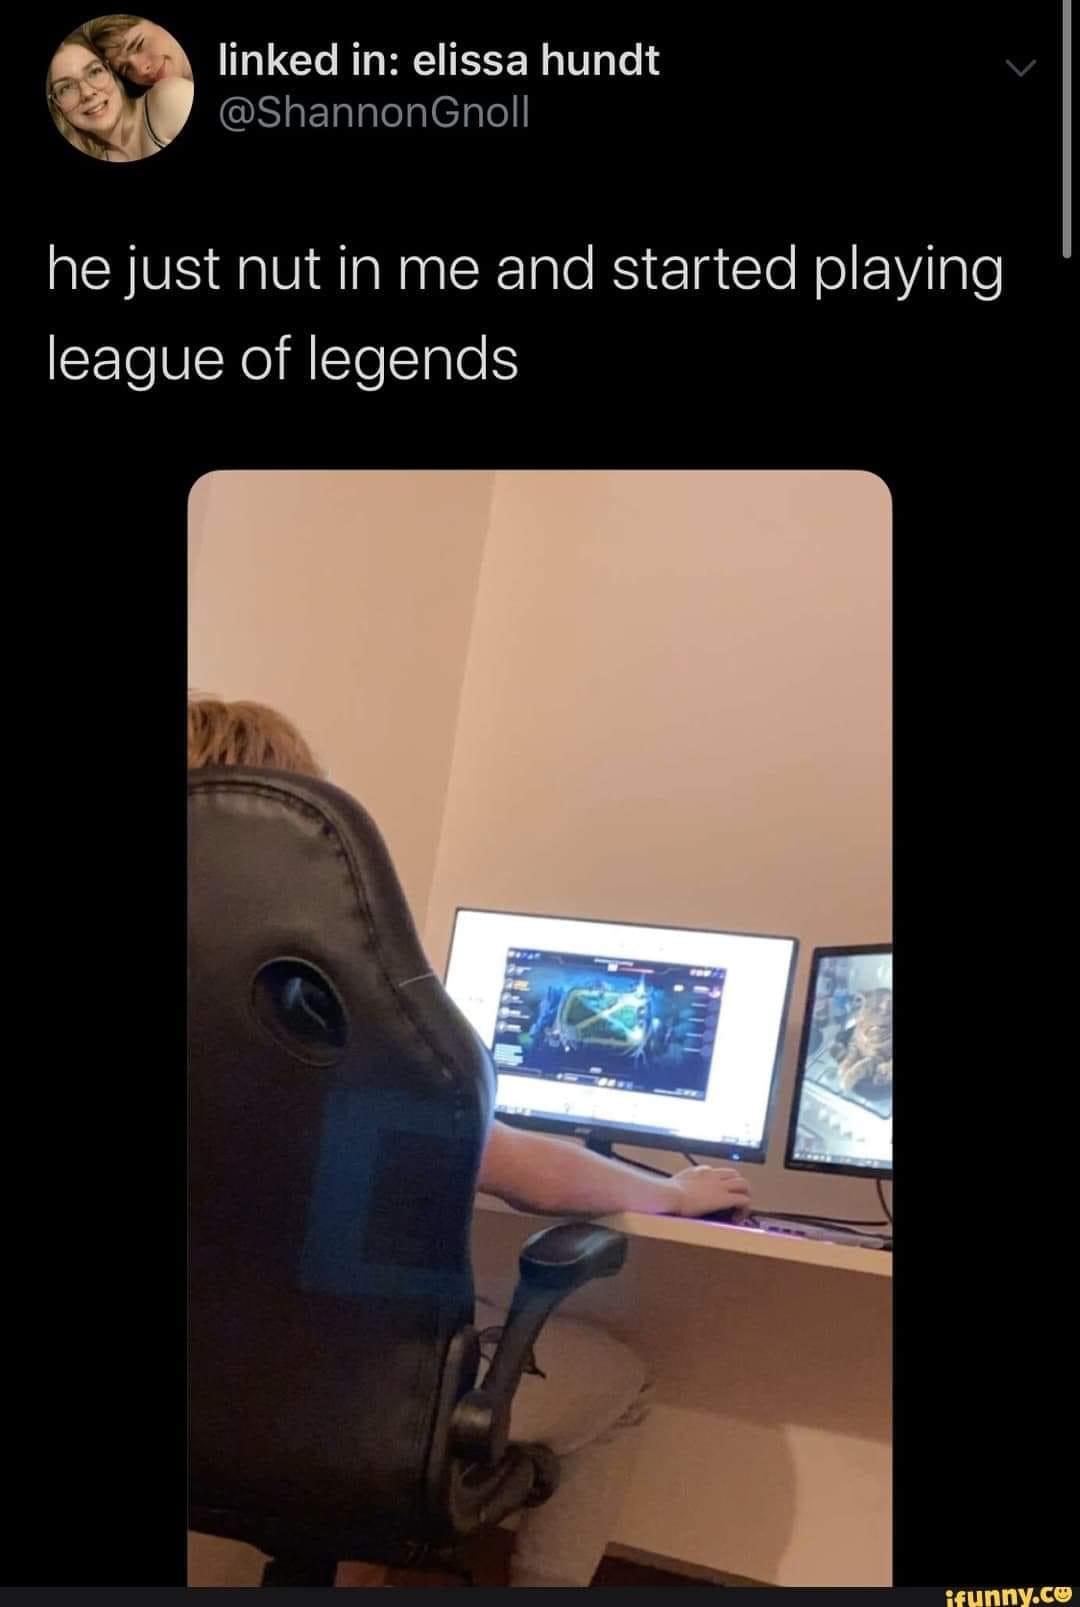 linked in: elissa hundt
@ShannonGnoll
he just nut in me and started playing
league of legends
ifunny.co